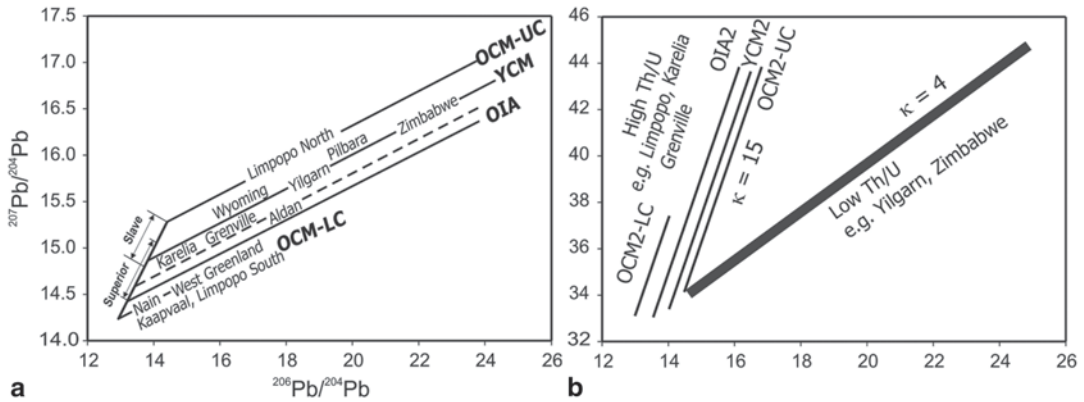 17.5
17.0
16.5
16.0
15.5
15.0
14.5
14.0
²⁰⁷Pb/²⁰⁴Pb
12
14
16
18
20
22
24
26
²⁰⁶Pb/²⁰⁴Pb
a
OCM-UC
YCM
OIA
OCM-LC
Limpopo North
Wyoming
Yilgarn
Pilbara
Zimbabwe
Karelia
Grenville
Aldan
Nain
West Greenland
Kaapvaal, Limpopo South
Slave
Superior
46
44
42
40
38
36
34
32
12
14
16
18
20
22
24
26
b
High Th/U
e.g. Limpopo, Karelia
Grenville
OIA2
YCM2
OCM2-UC
OCM2-LC
κ = 15
κ = 4
Low Th/U
e.g. Yilgarn, Zimbabwe